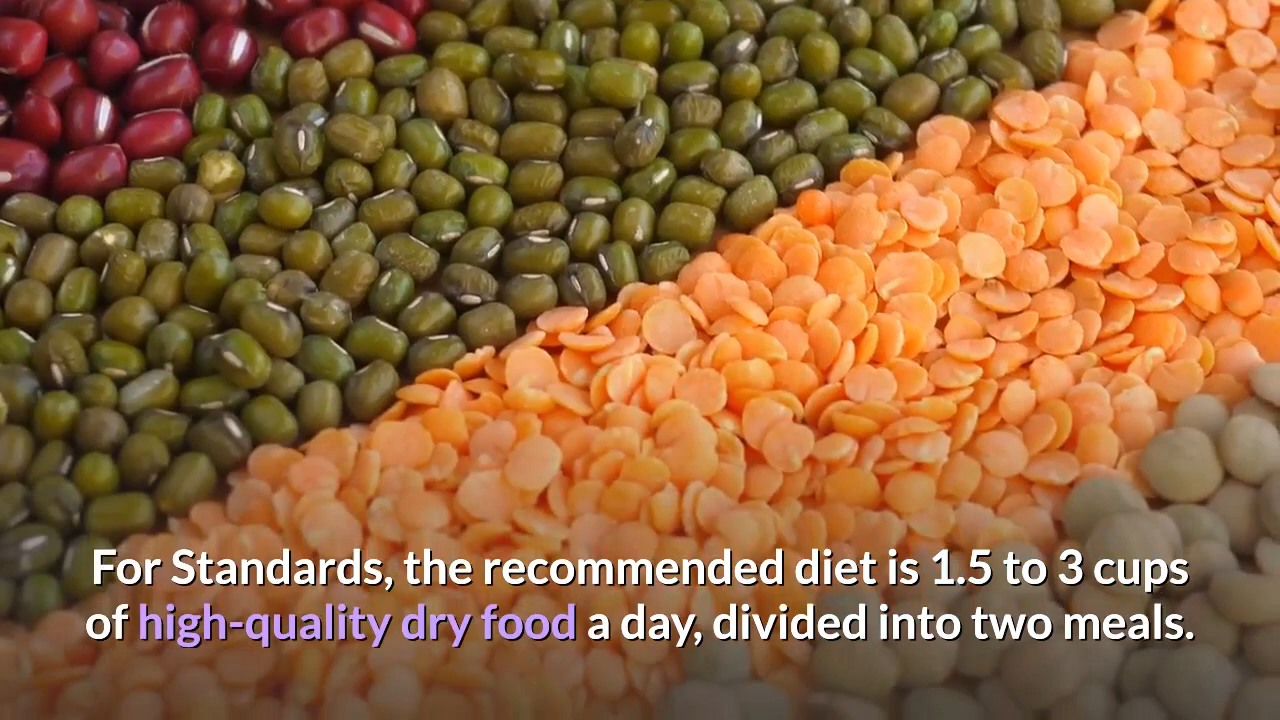 For Standards, the recommended diet is 1.5 to 3 cups
of high-quality dry food a day, divided into two meals.